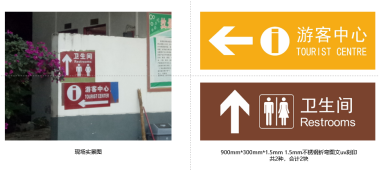 卫生间
游客中心
TOURIST CENTRE
现场实景图
游客中心
TOURIST CENTRE
卫生间
Restrooms
900mm*300mm*1.5mm 1.5mm不锈钢折弯图文uv刻印
共2种、合计2块